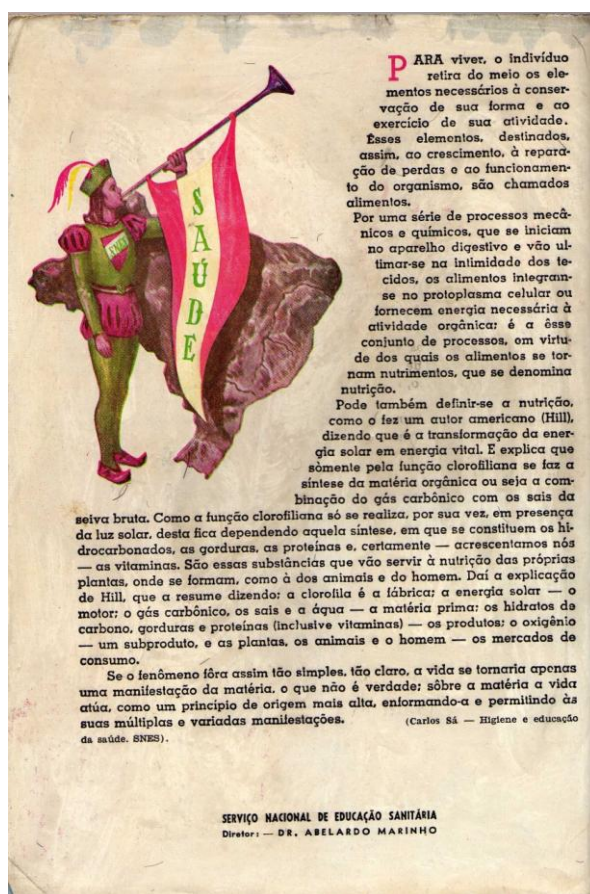 SNES
SAÚDE
PARA viver, o indivíduo
retira do meio os ele-
mentos necessários à conser-
vação de sua forma e ao
exercício de sua atividade.
Êsses elementos, destinados,
assim, ao crescimento, à repara-
ção de perdas e ao funcionamen-
to do organismo, são chamados
alimentos.
Por uma série de processos mecâ-
nicos e químicos, que se iniciam
no aparelho digestivo e vão ul-
timar-se na intimidade dos te-
cidos, os alimentos integram-
se no protoplasma celular ou
fornecem energia necessária à
atividade orgânica; é a êsse
conjunto de processos, em virtu-
de dos quais os alimentos se tor-
nam nutrimentos, que se denomina
nutrição.
Pode também definir-se a nutrição,
como o fez um autor americano (Hill),
dizendo que é a transformação da ener-
gia solar em energia vital. E explica que
sòmente pela função clorofiliana se faz a
síntese da matéria orgânica ou seja a com-
binação do gás carbônico com os sais da
seiva bruta. Como a função clorofiliana só se realiza, por sua vez, em presença
da luz solar, desta fica dependendo aquela síntese, em que se constituem os hi-
drocarbonados, as gorduras, as proteínas e, certamente — acrescentamos nós
— as vitaminas. São essas substâncias que vão servir à nutrição das próprias
plantas, onde se formam, como à dos animais e do homem. Daí a explicação
de Hill, que a resume dizendo: a clorofila é a fábrica; a energia solar — o
motor; o gás carbônico, os sais e a água — a matéria prima; os hidratos de
carbono, gorduras e proteínas (inclusive vitaminas) — os produtos; o oxigênio
— um subproduto, e as plantas, os animais e o homem — os mercados de
consumo.
Se o fenômeno fôra assim tão simples, tão claro, a vida se tornaria apenas
uma manifestação da matéria, o que não é verdade; sôbre a matéria a vida
atúa, como um princípio de origem mais alta, enformando-a e permitindo às
suas múltiplas e variadas manifestações. (Carlos Sá — Higiene e educação
da saúde. SNES).
SERVIÇO NACIONAL DE EDUCAÇÃO SANITÁRIA
Diretor: — DR. ABELARDO MARINHO